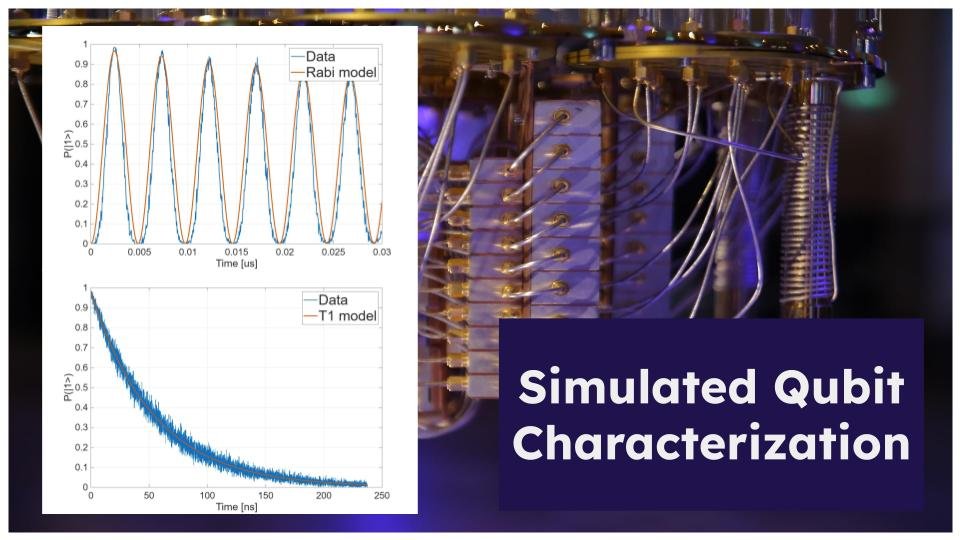 1
0.9
0.8
0.7
0.6
0.5
0.4
0.3
0.2
0.1
0
P(|1>)
Data
Rabi model
0 0.005 0.01 0.015 0.02 0.025 0.03
Time [us]
1
0.9
0.8
0.7
0.6
0.5
0.4
0.3
0.2
0.1
0
P(|1>)
Data
T1 model
0 50 100 150 200 250
Time [ns]
Simulated Qubit
Characterization